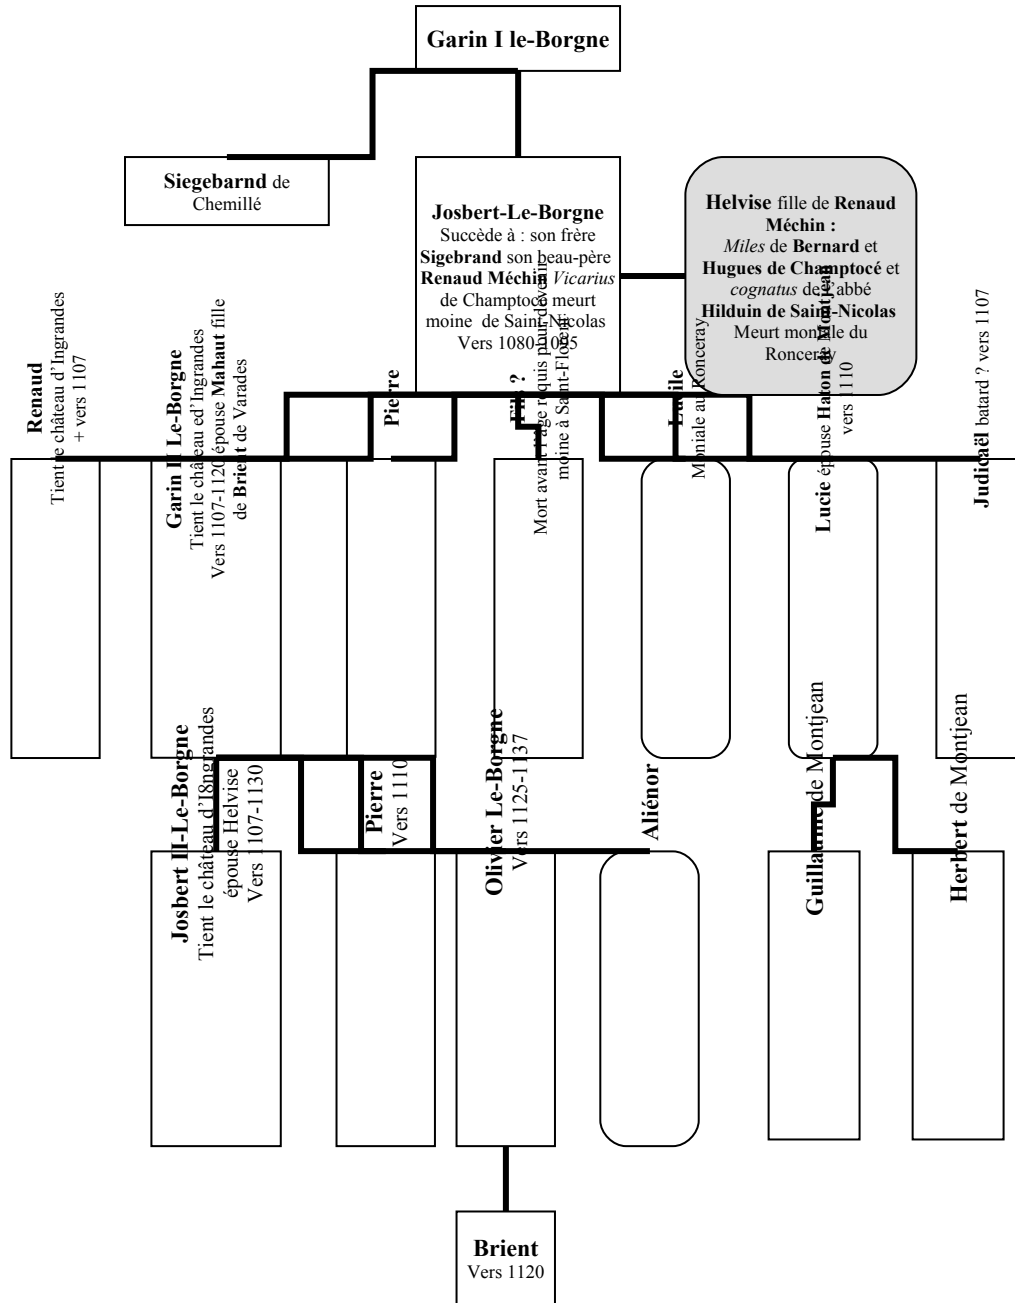 Garin I le-Borgne
Siegebarnd de
Chemillé
Josbert-Le-Borgne
Succède à : son frère
Sigebrand son beau-père
Renaud Méchin Vicarius
de Champtocé meurt
moine de Saint-Nicolas
Vers 1080-1095
Helvise fille de Renaud
Méchin :
Miles de Bernard et
Hugues de Champtocé et
cognatus de l'abbé
Hilduin de Saint-Nicolas
Meurt moniale du
Ronceray
Renaud
Tient le château d'Ingrandes
+ vers 1107
Garin II Le-Borgne
Tient le château ed'Ingrandes
Vers 1107-1120 épouse Mahaut fille
de Brient de Varades
Pierre
Fils ?
Mort avant l'age requis pour devenir
moine à Saint-Florent
Lucile
Moniale au Ronceray
Lucie épouse Haton de Montjean
vers 1110
Judicaël batard ? vers 1107
Josbert II-Le-Borgne
Tient le château d'I8ngrandes
épouse Helvise
Vers 1107-1130
Pierre
Vers 1110
Olivier Le-Borgne
Vers 1125-1137
Aliénor
Guillaume de Montjean
Herbert de Montjean
Brient
Vers 1120